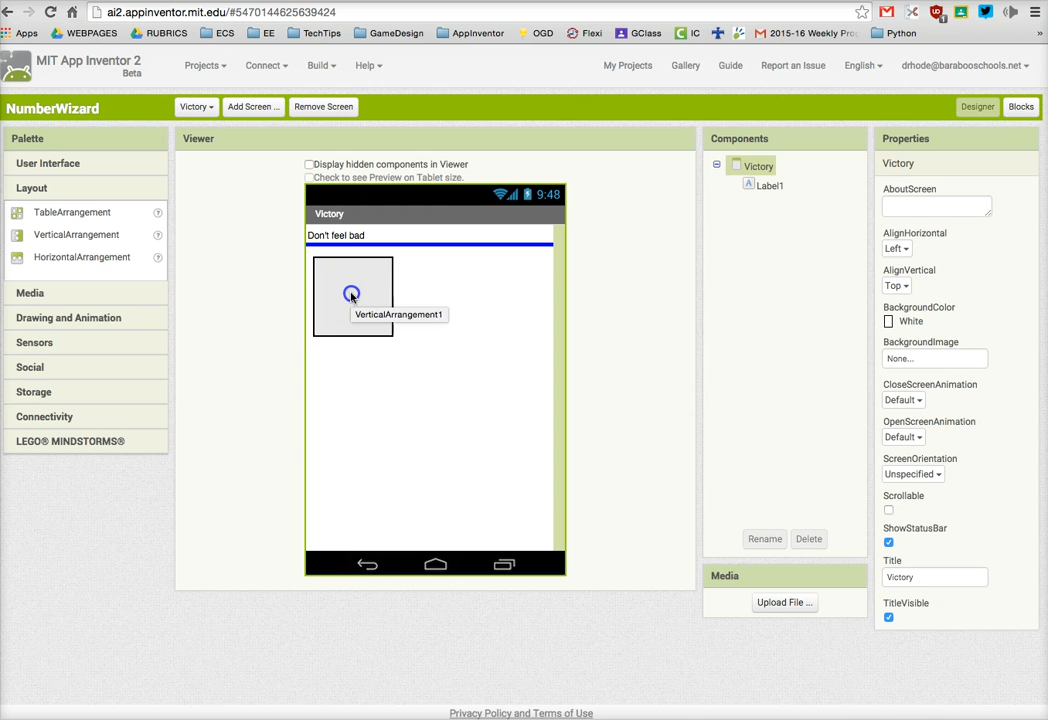 ai2.appinventor.mit.edu/#5470144625639424
Apps WEBPAGES RUBRICS ECS EE TechTips GameDesign AppInventor OGD Flexi GClass IC 2015-16 Weekly Pro Python »
MIT App Inventor 2
Beta
Projects Connect Build Help My Projects Gallery Guide Report an Issue English drhode@barabooschools.net
NumberWizard Victory Add Screen ... Remove Screen Designer Blocks
Palette
User Interface
Layout
TableArrangement
VerticalArrangement
HorizontalArrangement
Media
Drawing and Animation
Sensors
Social
Storage
Connectivity
LEGO® MINDSTORMS®
Viewer
Display hidden components in Viewer
Check to see Preview on Tablet size.
9:48
Victory
Don't feel bad
VerticalArrangement1
Components
Victory
A Label1
Rename Delete
Media
Upload File ...
Properties
Victory
AboutScreen
AlignHorizontal
Left
AlignVertical
Top
BackgroundColor
White
BackgroundImage
None...
CloseScreenAnimation
Default
OpenScreenAnimation
Default
ScreenOrientation
Unspecified
Scrollable
ShowStatusBar
Title
Victory
TitleVisible
Privacy Policy and Terms of Use